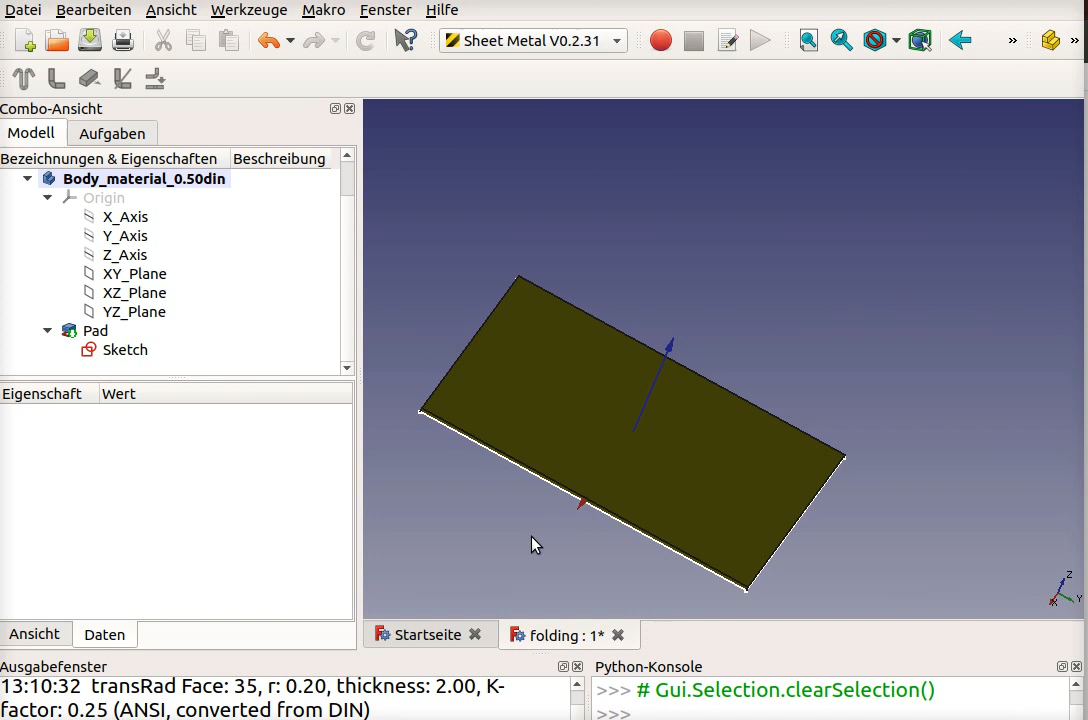 Datei Bearbeiten Ansicht Werkzeuge Makro Fenster Hilfe
Sheet Metal V0.2.31
»
»
Combo-Ansicht
Modell Aufgaben
Bezeichnungen & Eigenschaften Beschreibung
Body_material_0.50din
Origin
X_Axis
Y_Axis
Z_Axis
XY_Plane
XZ_Plane
YZ_Plane
Pad
Sketch
Eigenschaft Wert
Z
X
Y
Ansicht Daten
Startseite folding : 1*
Ausgabefenster
13:10:32 transRad Face: 35, r: 0.20, thickness: 2.00, K-
factor: 0.25 (ANSI, converted from DIN)
Python-Konsole
>>> # Gui.Selection.clearSelection()
>>>